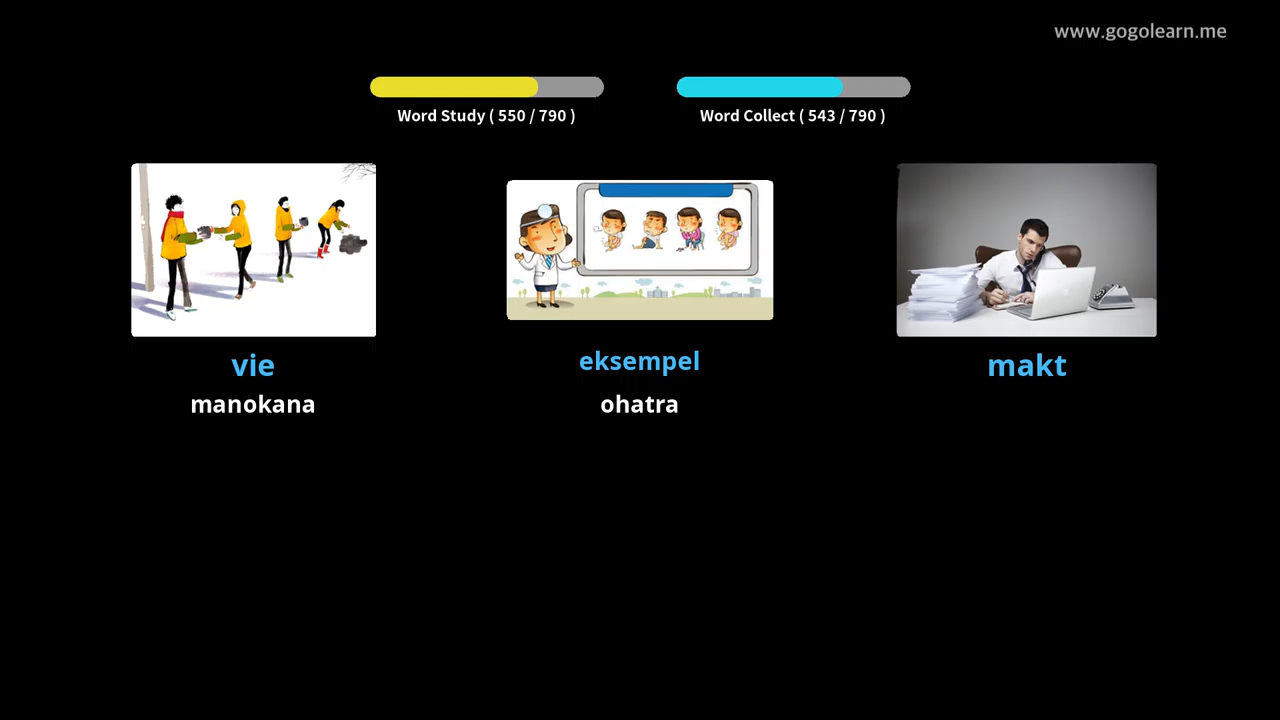 www.gogolearn.me
Word Study ( 550 / 790 )
Word Collect ( 543 / 790 )
vie
eksempel
makt
manokana
ohatra